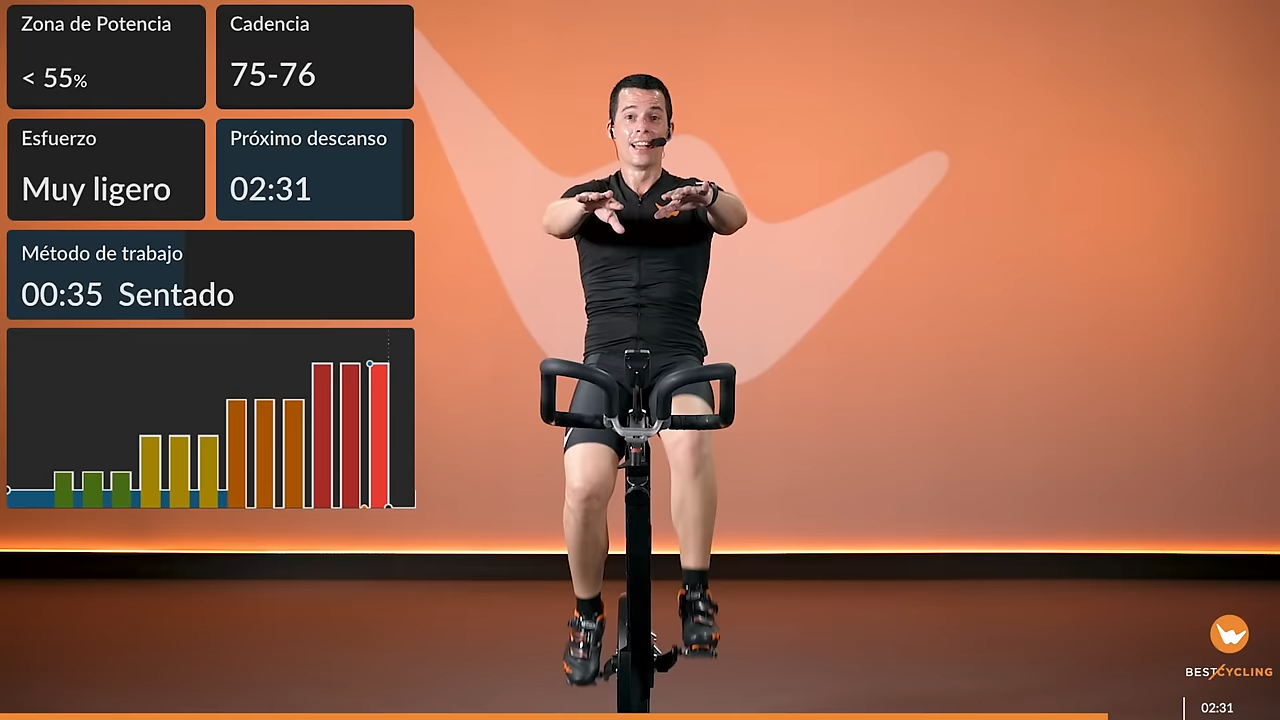 Zona de Potencia
< 55%
Cadencia
75-76
Esfuerzo
Muy ligero
Próximo descanso
02:31
Método de trabajo
00:35 Sentado
BESTCYCLING
02:31